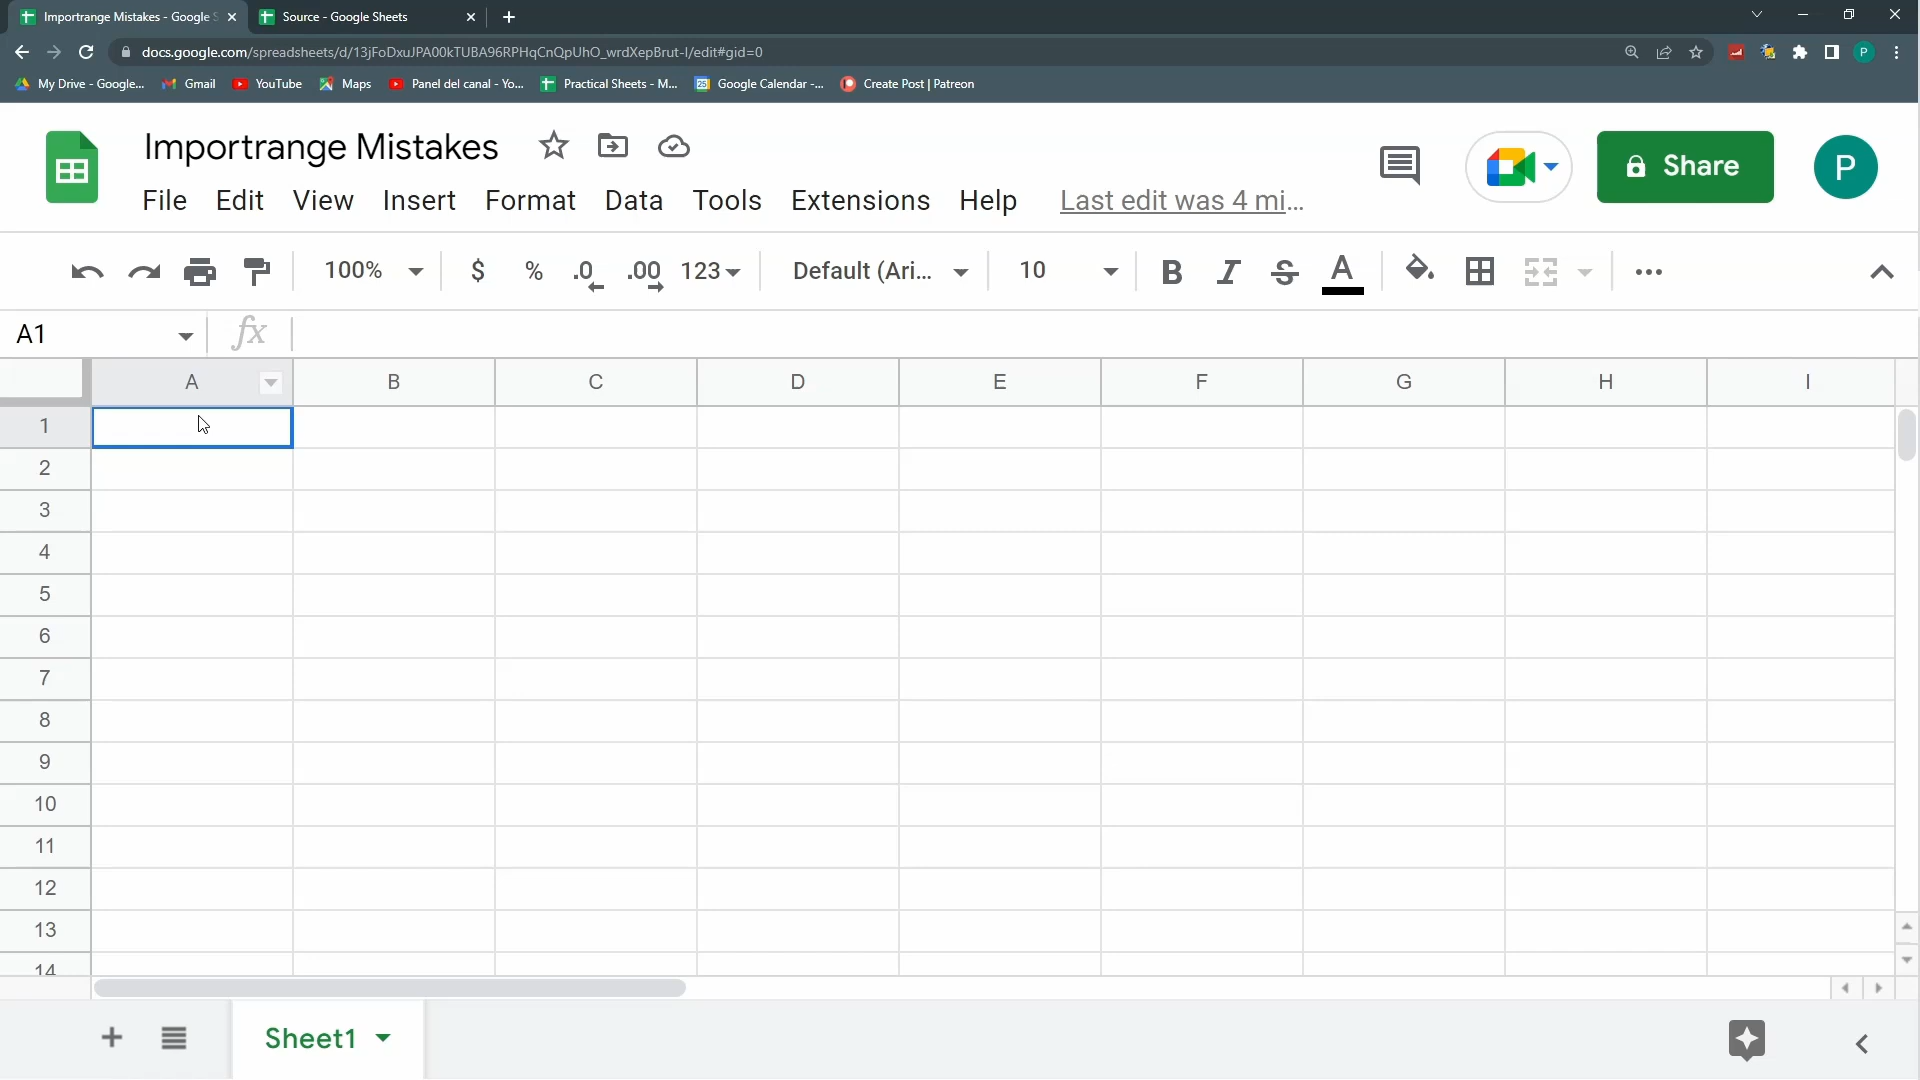 Importrange Mistakes - Google S
Source - Google Sheets
docs.google.com/spreadsheets/d/13jFoDxuJPA00kTUBA96RPHqCnQpUhO_wrdXepBrut-I/edit#gid=0
P
My Drive - Google...
Gmail
YouTube
Maps
Panel del canal - Yo...
Practical Sheets - M...
Google Calendar -...
Create Post | Patreon
Importrange Mistakes
Share
P
File Edit View Insert Format Data Tools Extensions Help Last edit was 4 mi...
100% $ % .0 .00 123 Default (Ari... 10 B I S A
A1 fx
A B C D E F G H I
1
2
3
4
5
6
7
8
9
10
11
12
13
14
Sheet1